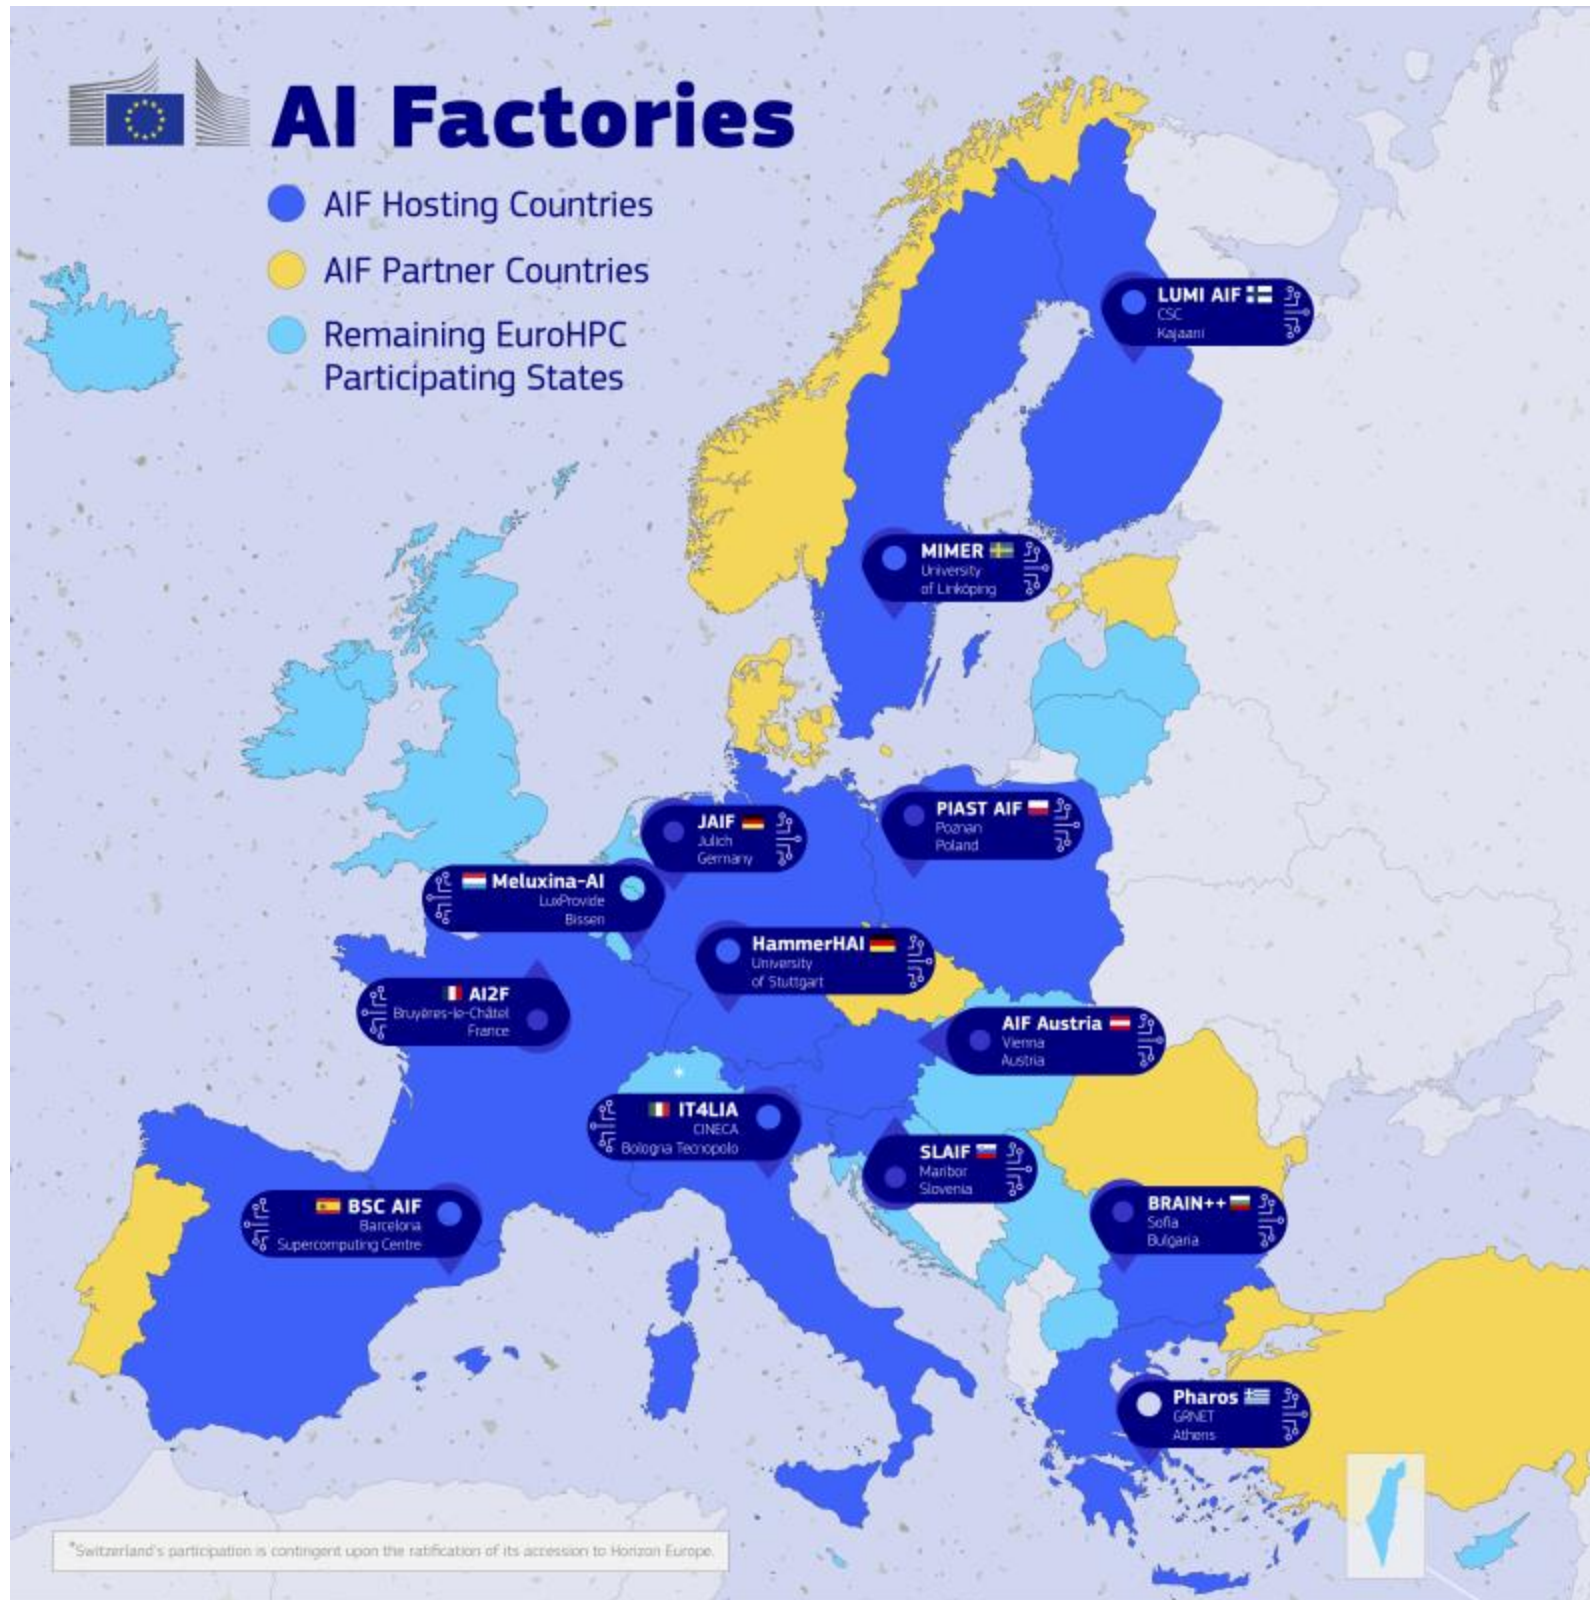 AI Factories
AIF Hosting Countries
AIF Partner Countries
Remaining EuroHPC
Participating States
LUMI AIF
CSC
Kajaani
MIMER
University
of Linköping
JAIF
Julich
Germany
PIAST AIF
Poznan
Poland
Meluxina-AI
LuxProvide
Bissen
HammerHAI
University
of Stuttgart
AI2F
Bruyères-le-Châtel
France
AIF Austria
Vienna
Austria
*
IT4LIA
CINECA
Bologna Tecnopolo
SLAIF
Maribor
Slovenia
BSC AIF
Barcelona
Supercomputing Centre
BRAIN++
Sofia
Bulgaria
Pharos
GRNET
Athens
*Switzerland's participation is contingent upon the ratification of its accession to Horizon Europe.